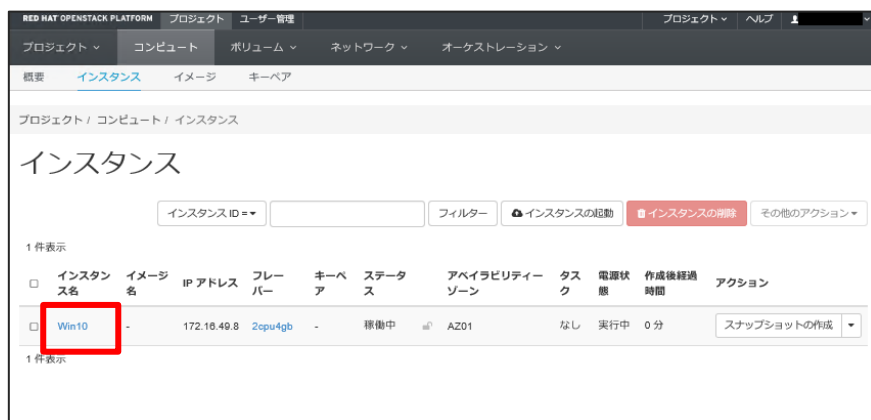 RED HAT OPENSTACK PLATFORM プロジェクト ユーザー管理 プロジェクト ヘルプ
プロジェクト コンピュート ボリューム ネットワーク オーケストレーション
概要 インスタンス イメージ キーペア
プロジェクト / コンピュート / インスタンス
インスタンス
インスタンス ID = フィルター インスタンスの起動 インスタンスの削除 その他のアクション
1 件表示
インスタンス名 イメージ名 IP アドレス フレーバー キーペア ステータス アベイラビリティーゾーン タスク 電源状態 作成後経過時間 アクション
Win10 - 172.16.49.8 2cpu4gb - 稼働中 AZ01 なし 実行中 0 分 スナップショットの作成
1 件表示